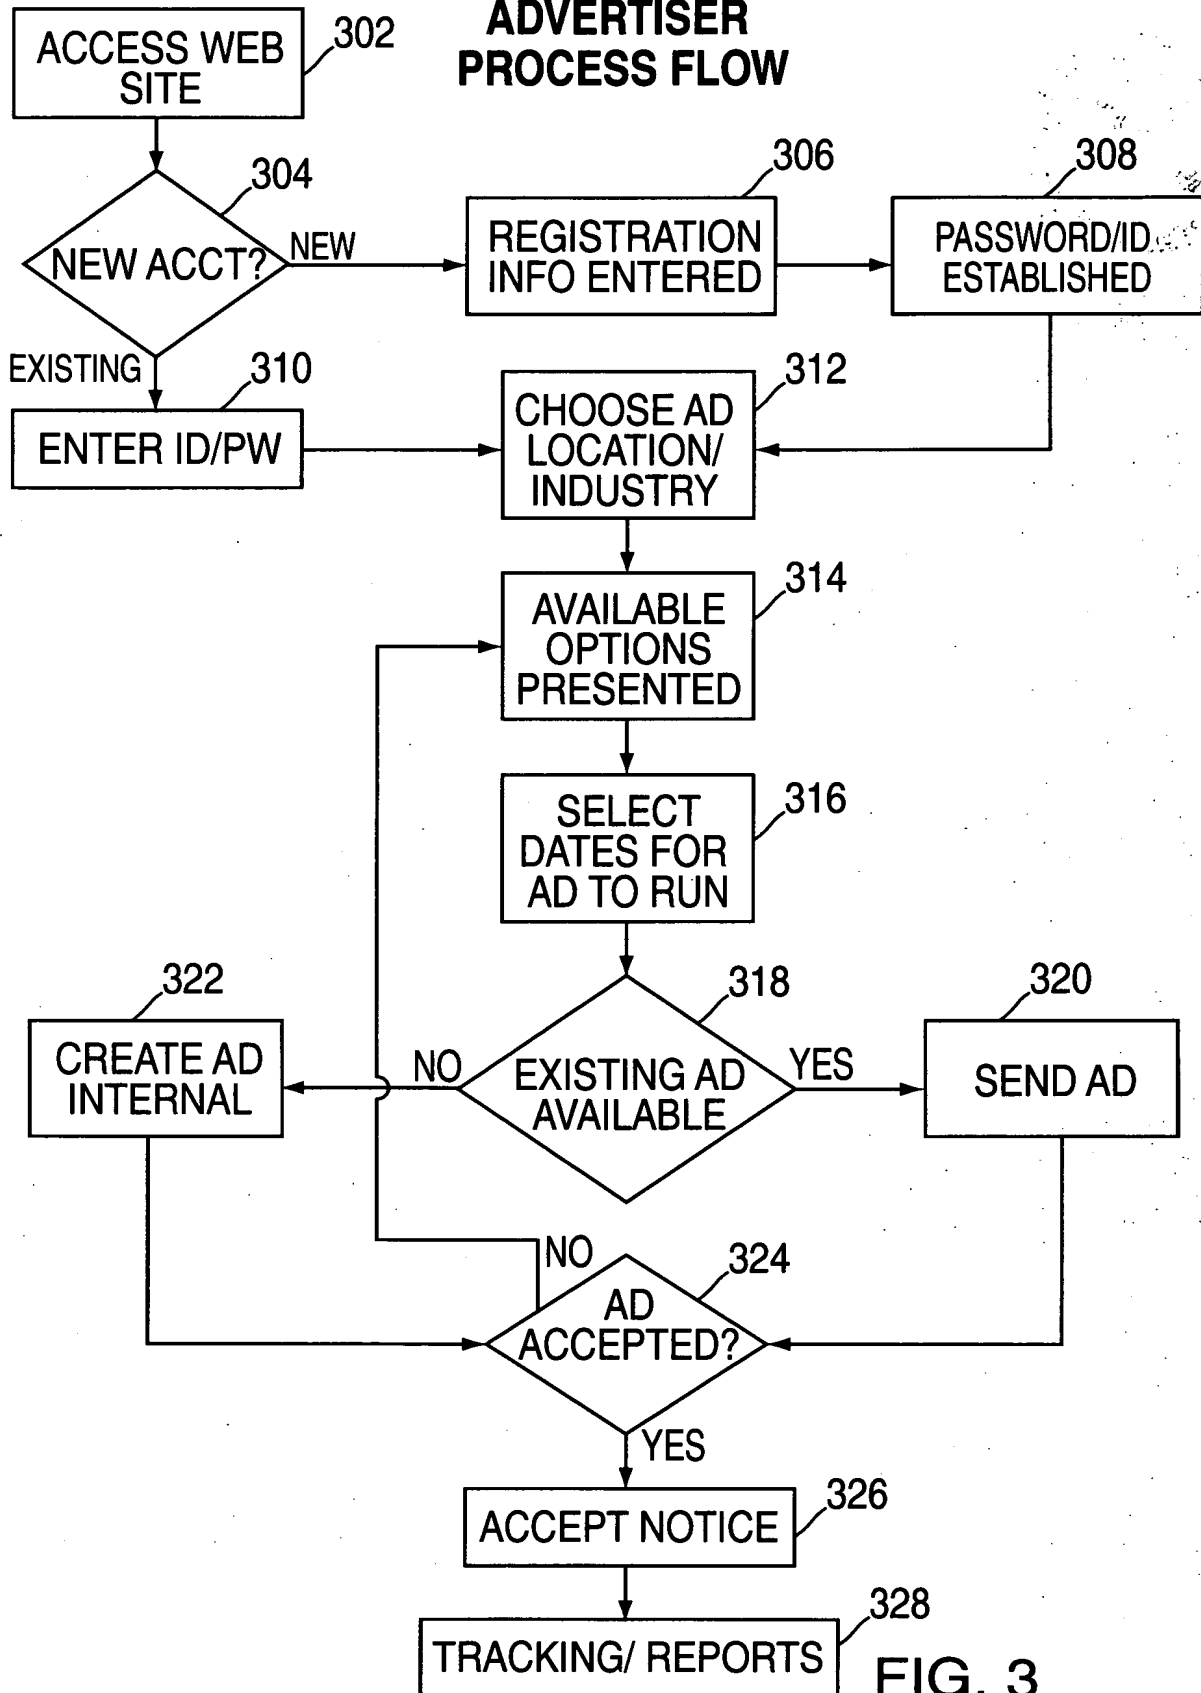 ADVERTISER
PROCESS FLOW
ACCESS WEB
SITE
302
304
NEW ACCT?
NEW
306
REGISTRATION
INFO ENTERED
308
PASSWORD/ID
ESTABLISHED
EXISTING
310
ENTER ID/PW
312
CHOOSE AD
LOCATION/
INDUSTRY
314
AVAILABLE
OPTIONS
PRESENTED
316
SELECT
DATES FOR
AD TO RUN
318
EXISTING AD
AVAILABLE
NO
YES
322
CREATE AD
INTERNAL
320
SEND AD
NO
324
AD
ACCEPTED?
YES
326
ACCEPT NOTICE
328
TRACKING/ REPORTS
FIG. 3